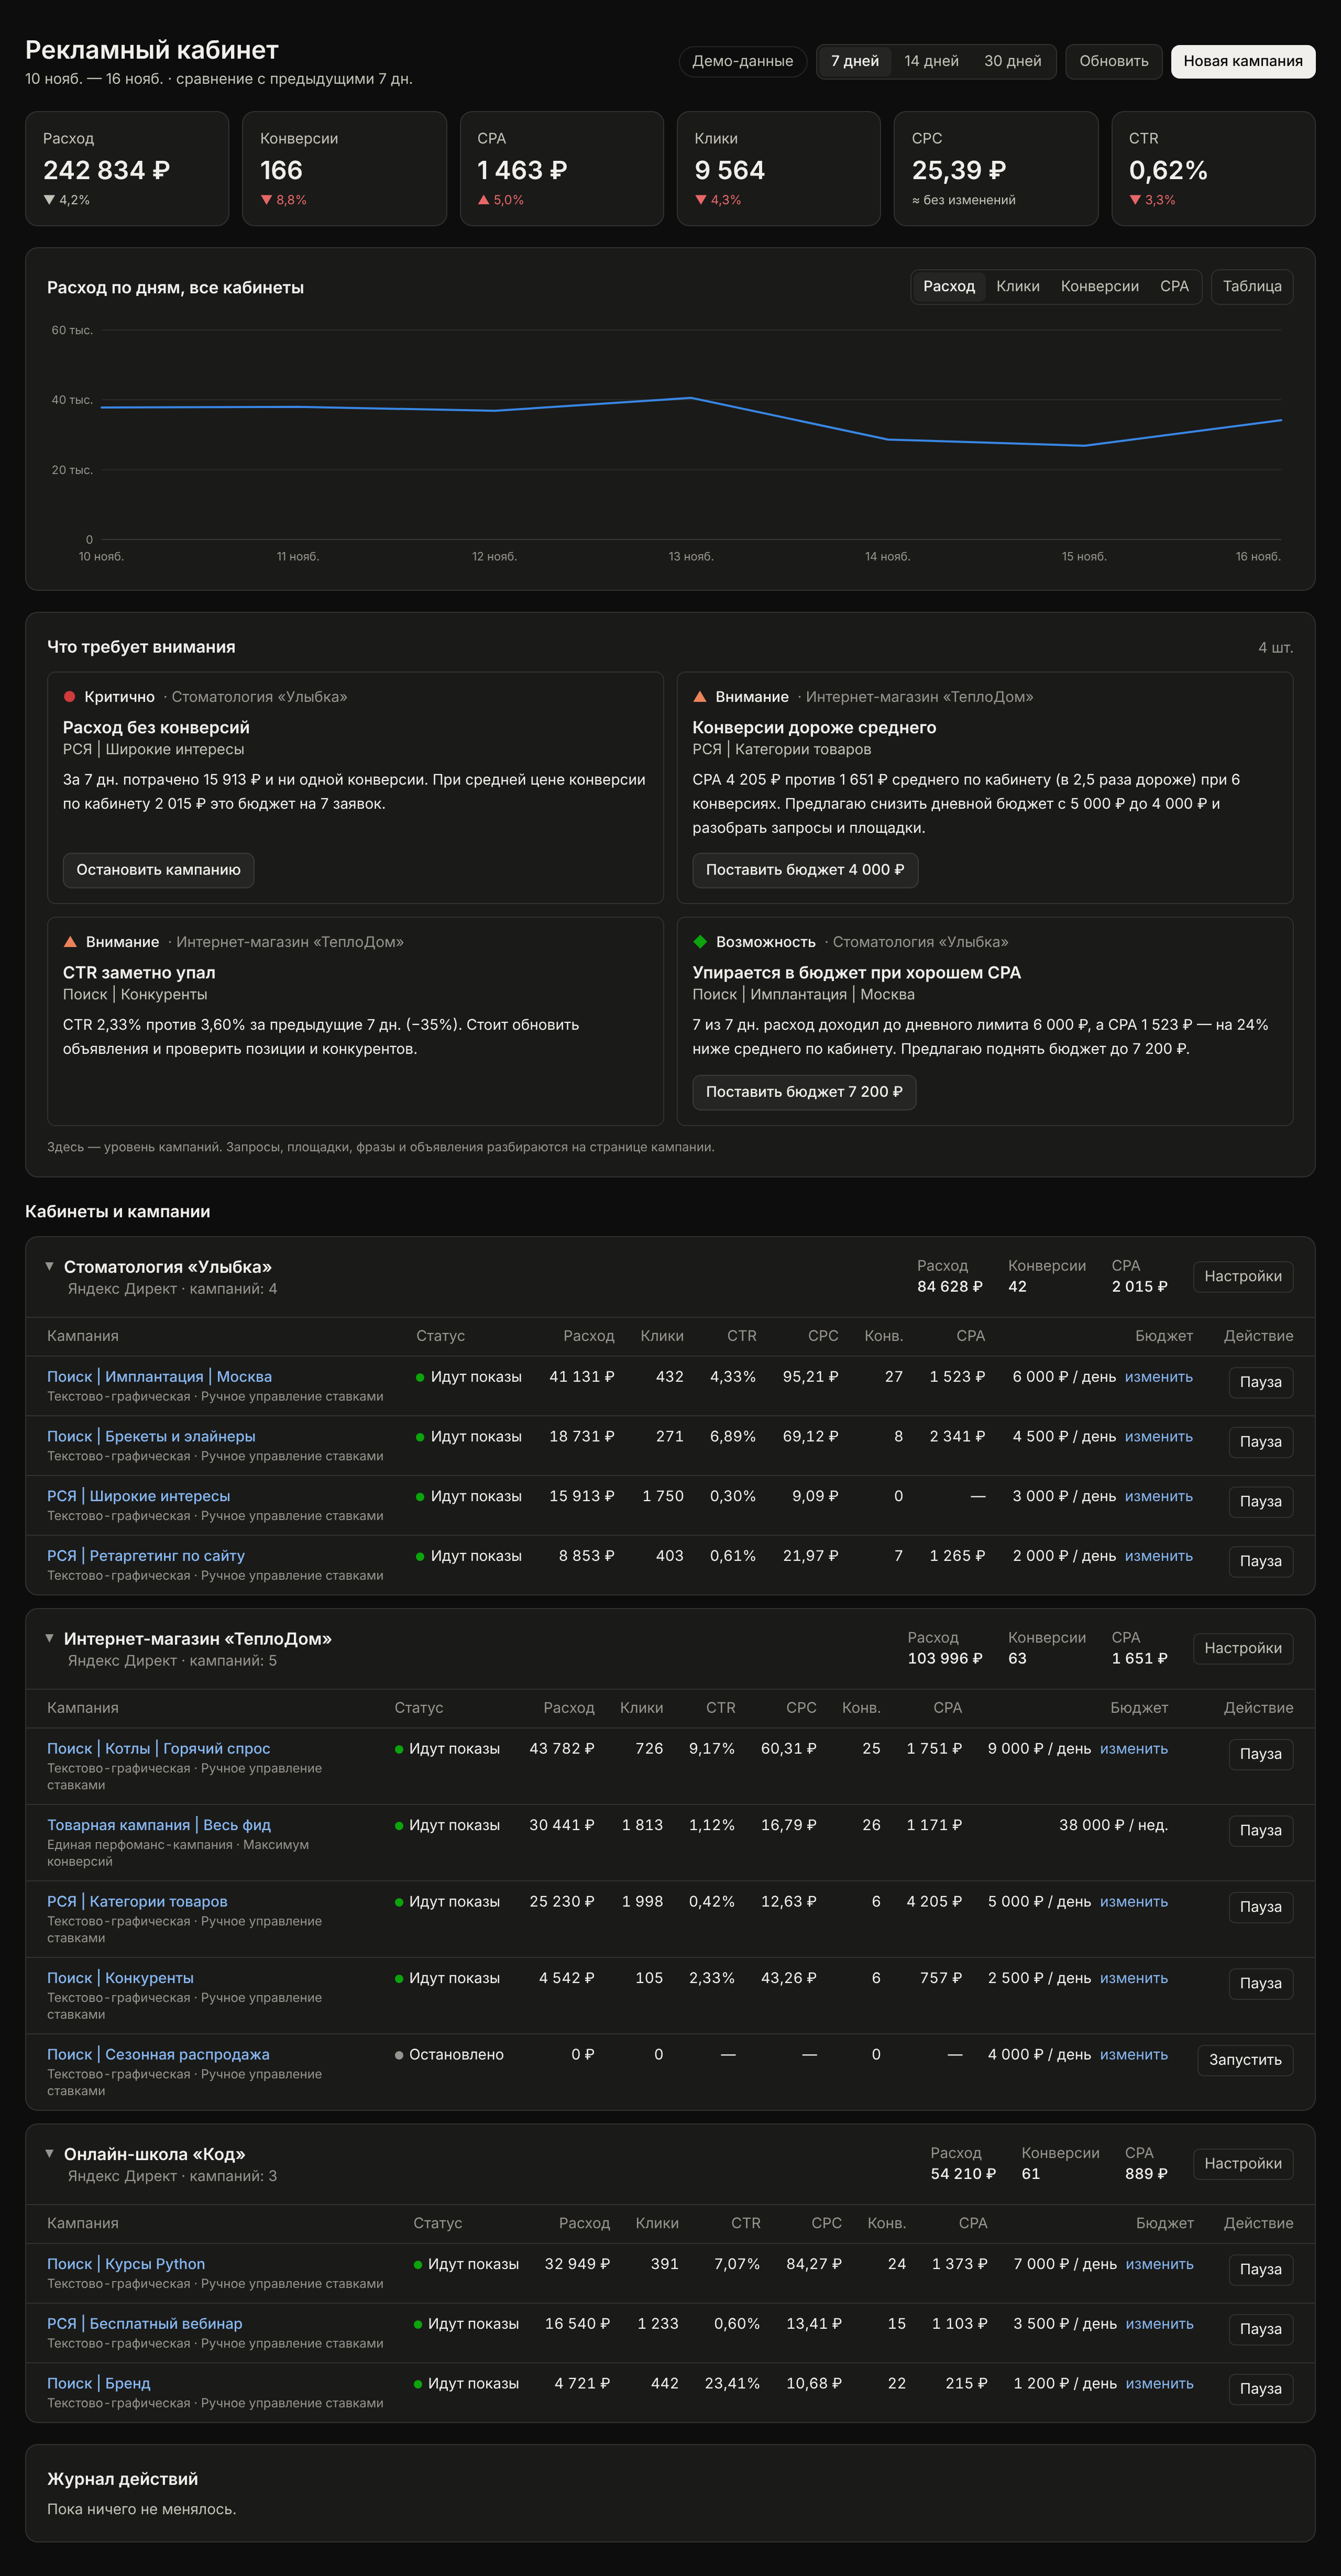 Рекламный кабинет
10 нояб. — 16 нояб. · сравнение с предыдущими 7 дн.
Демо-данные 7 дней 14 дней 30 дней Обновить Новая кампания
Расход Конверсии CPA Клики CPC CTR
242 834 ₽ 166 1 463 ₽ 9 564 25,39 ₽ 0,62%
▼ 4,2% ▼ 8,8% ▲ 5,0% ▼ 4,3% ≈ без изменений ▼ 3,3%
Расход по дням, все кабинеты Расход Клики Конверсии CPA Таблица
60 тыс.
40 тыс.
20 тыс.
0
10 нояб. 11 нояб. 12 нояб. 13 нояб. 14 нояб. 15 нояб. 16 нояб.
Что требует внимания 4 шт.
Критично · Стоматология «Улыбка»
Расход без конверсий
РСЯ | Широкие интересы
За 7 дн. потрачено 15 913 ₽ и ни одной конверсии. При средней цене конверсии
по кабинету 2 015 ₽ это бюджет на 7 заявок.
Остановить кампанию
Внимание · Интернет-магазин «ТеплоДом»
Конверсии дороже среднего
РСЯ | Категории товаров
CPA 4 205 ₽ против 1 651 ₽ среднего по кабинету (в 2,5 раза дороже) при 6
конверсиях. Предлагаю снизить дневной бюджет с 5 000 ₽ до 4 000 ₽ и
разобрать запросы и площадки.
Поставить бюджет 4 000 ₽
Внимание · Интернет-магазин «ТеплоДом»
CTR заметно упал
Поиск | Конкуренты
CTR 2,33% против 3,60% за предыдущие 7 дн. (−35%). Стоит обновить
объявления и проверить позиции и конкурентов.
Возможность · Стоматология «Улыбка»
Упирается в бюджет при хорошем CPA
Поиск | Имплантация | Москва
7 из 7 дн. расход доходил до дневного лимита 6 000 ₽, а CPA 1 523 ₽ — на 24%
ниже среднего по кабинету. Предлагаю поднять бюджет до 7 200 ₽.
Поставить бюджет 7 200 ₽
Здесь — уровень кампаний. Запросы, площадки, фразы и объявления разбираются на странице кампании.
Кабинеты и кампании
▼ Стоматология «Улыбка» Расход Конверсии CPA Настройки
Яндекс Директ · кампаний: 4 84 628 ₽ 42 2 015 ₽
Кампания Статус Расход Клики CTR CPC Конв. CPA Бюджет Действие
Поиск | Имплантация | Москва Идут показы 41 131 ₽ 432 4,33% 95,21 ₽ 27 1 523 ₽ 6 000 ₽ / день изменить Пауза
Текстово-графическая · Ручное управление ставками
Поиск | Брекеты и элайнеры Идут показы 18 731 ₽ 271 6,89% 69,12 ₽ 8 2 341 ₽ 4 500 ₽ / день изменить Пауза
Текстово-графическая · Ручное управление ставками
РСЯ | Широкие интересы Идут показы 15 913 ₽ 1 750 0,30% 9,09 ₽ 0 — 3 000 ₽ / день изменить Пауза
Текстово-графическая · Ручное управление ставками
РСЯ | Ретаргетинг по сайту Идут показы 8 853 ₽ 403 0,61% 21,97 ₽ 7 1 265 ₽ 2 000 ₽ / день изменить Пауза
Текстово-графическая · Ручное управление ставками
▼ Интернет-магазин «ТеплоДом» Расход Конверсии CPA Настройки
Яндекс Директ · кампаний: 5 103 996 ₽ 63 1 651 ₽
Кампания Статус Расход Клики CTR CPC Конв. CPA Бюджет Действие
Поиск | Котлы | Горячий спрос Идут показы 43 782 ₽ 726 9,17% 60,31 ₽ 25 1 751 ₽ 9 000 ₽ / день изменить Пауза
Текстово-графическая · Ручное управление
ставками
Товарная кампания | Весь фид Идут показы 30 441 ₽ 1 813 1,12% 16,79 ₽ 26 1 171 ₽ 38 000 ₽ / нед. Пауза
Единая перфоманс-кампания · Максимум
конверсий
РСЯ | Категории товаров Идут показы 25 230 ₽ 1 998 0,42% 12,63 ₽ 6 4 205 ₽ 5 000 ₽ / день изменить Пауза
Текстово-графическая · Ручное управление
ставками
Поиск | Конкуренты Идут показы 4 542 ₽ 105 2,33% 43,26 ₽ 6 757 ₽ 2 500 ₽ / день изменить Пауза
Текстово-графическая · Ручное управление
ставками
Поиск | Сезонная распродажа Остановлено 0 ₽ 0 — — 0 — 4 000 ₽ / день изменить Запустить
Текстово-графическая · Ручное управление
ставками
▼ Онлайн-школа «Код» Расход Конверсии CPA Настройки
Яндекс Директ · кампаний: 3 54 210 ₽ 61 889 ₽
Кампания Статус Расход Клики CTR CPC Конв. CPA Бюджет Действие
Поиск | Курсы Python Идут показы 32 949 ₽ 391 7,07% 84,27 ₽ 24 1 373 ₽ 7 000 ₽ / день изменить Пауза
Текстово-графическая · Ручное управление ставками
РСЯ | Бесплатный вебинар Идут показы 16 540 ₽ 1 233 0,60% 13,41 ₽ 15 1 103 ₽ 3 500 ₽ / день изменить Пауза
Текстово-графическая · Ручное управление ставками
Поиск | Бренд Идут показы 4 721 ₽ 442 23,41% 10,68 ₽ 22 215 ₽ 1 200 ₽ / день изменить Пауза
Текстово-графическая · Ручное управление ставками
Журнал действий
Пока ничего не менялось.